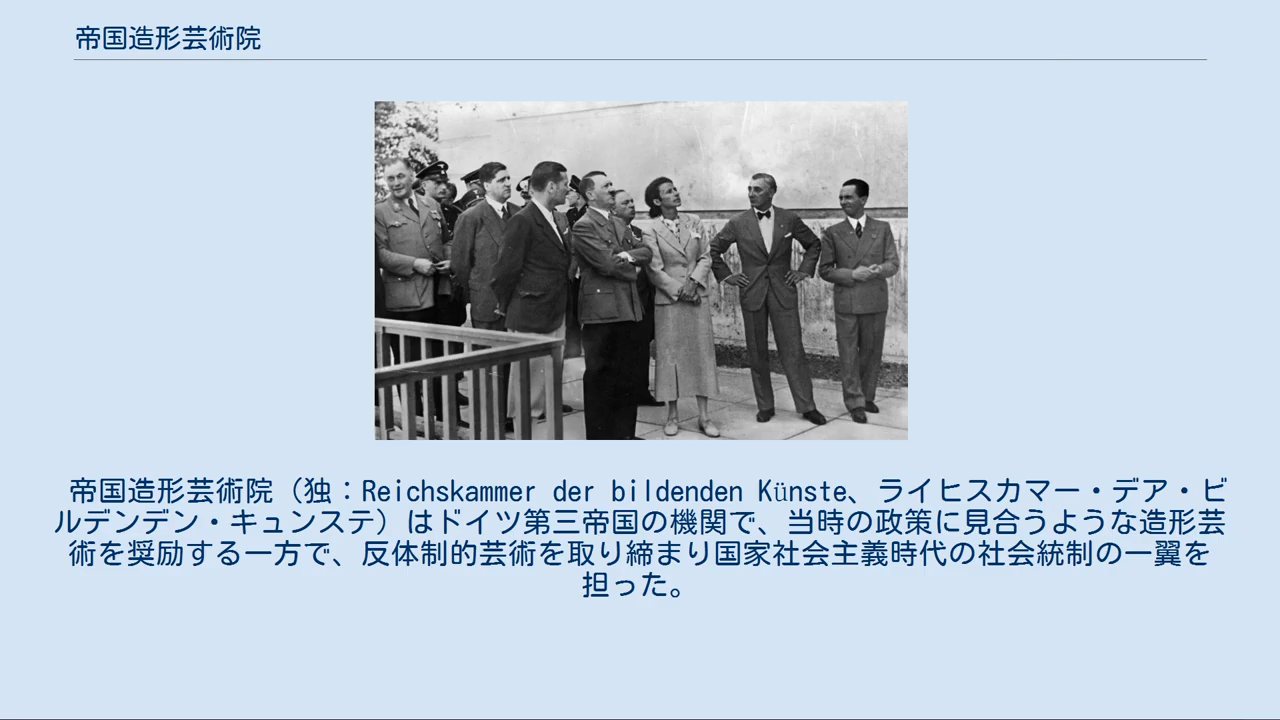 帝国造形芸術院
帝国造形芸術院（独：Reichskammer der bildenden Künste、ライヒスカマー・デア・ビ
ルデンデン・キュンステ）はドイツ第三帝国の機関で、当時の政策に見合うような造形芸
術を奨励する一方で、反体制的芸術を取り締まり国家社会主義時代の社会統制の一翼を
担った。